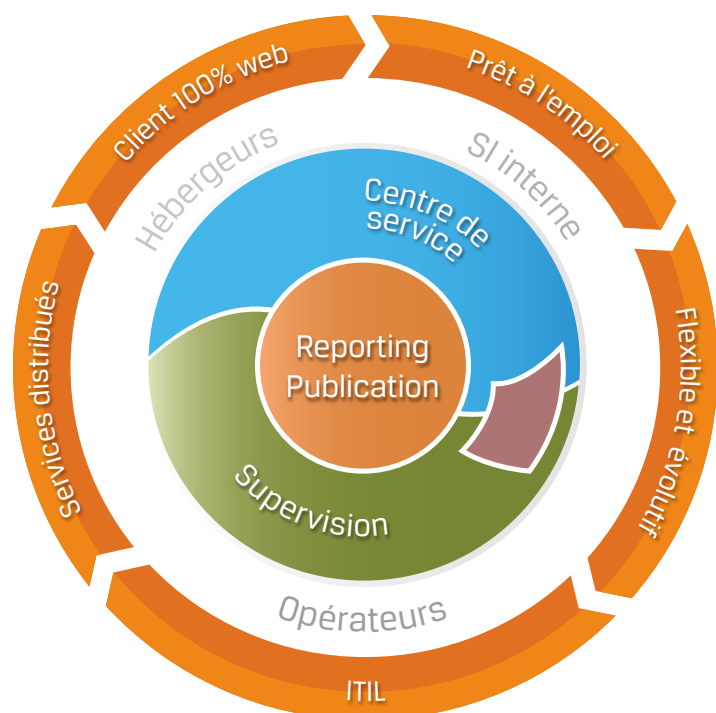 Client 100% web
Prêt à l'emploi
Hébergeurs
SI interne
Centre de
service
Services distribués
Reporting
Publication
Flexible et évolutif
Supervision
Opérateurs
ITIL